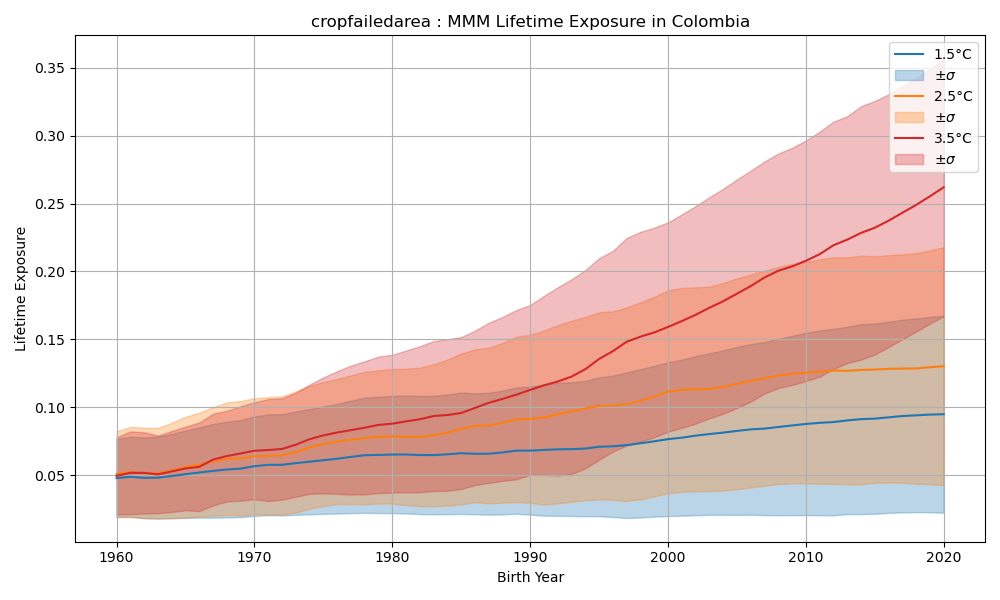 cropfailedarea : MMM Lifetime Exposure in Colombia
1.5°C
±σ
2.5°C
±σ
3.5°C
±σ
0.35
0.30
0.25
0.20
0.15
0.10
0.05
Lifetime Exposure
1960
1970
1980
1990
2000
2010
2020
Birth Year